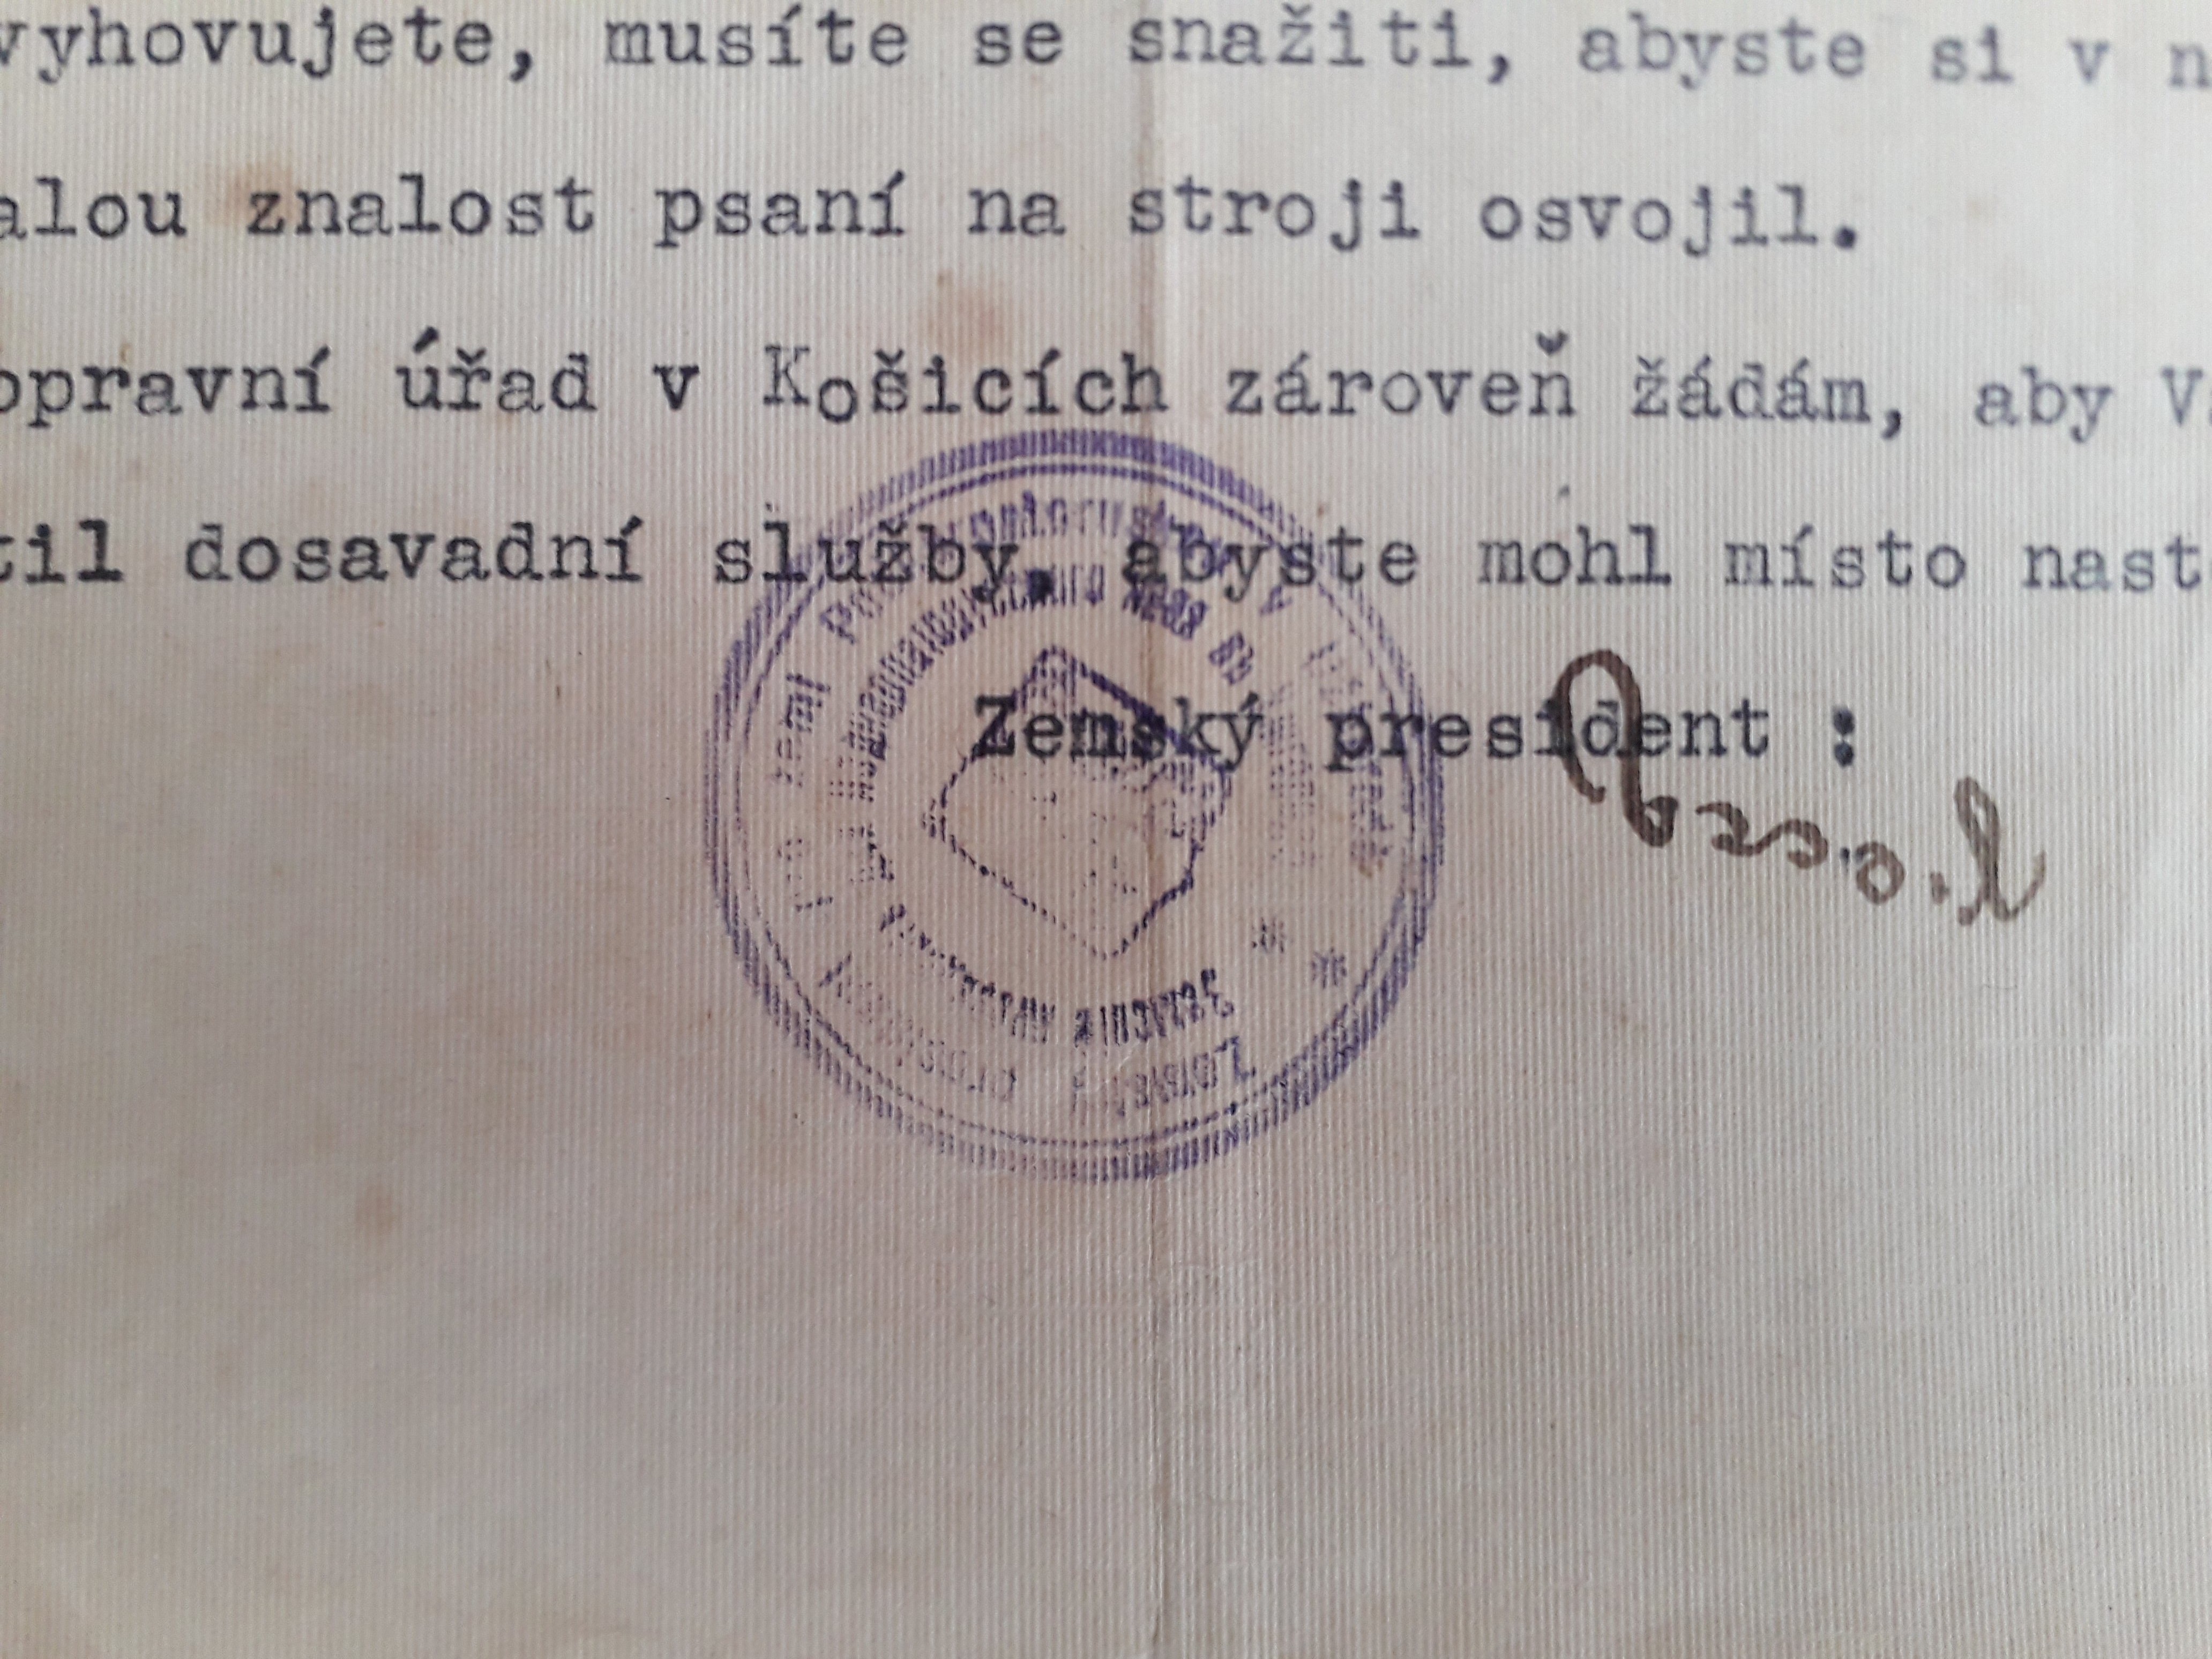 vyhovujete, musíte se snažiti, abyste si v n
alou znalost psaní na stroji osvojil.
opravní úřad v Košicích zároveň žádám, aby V
til dosavadní služby, abyste mohl místo nast
Zemský president :